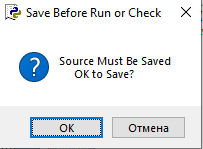 Save Before Run or Check
Source Must Be Saved
OK to Save?
OK
Отмена